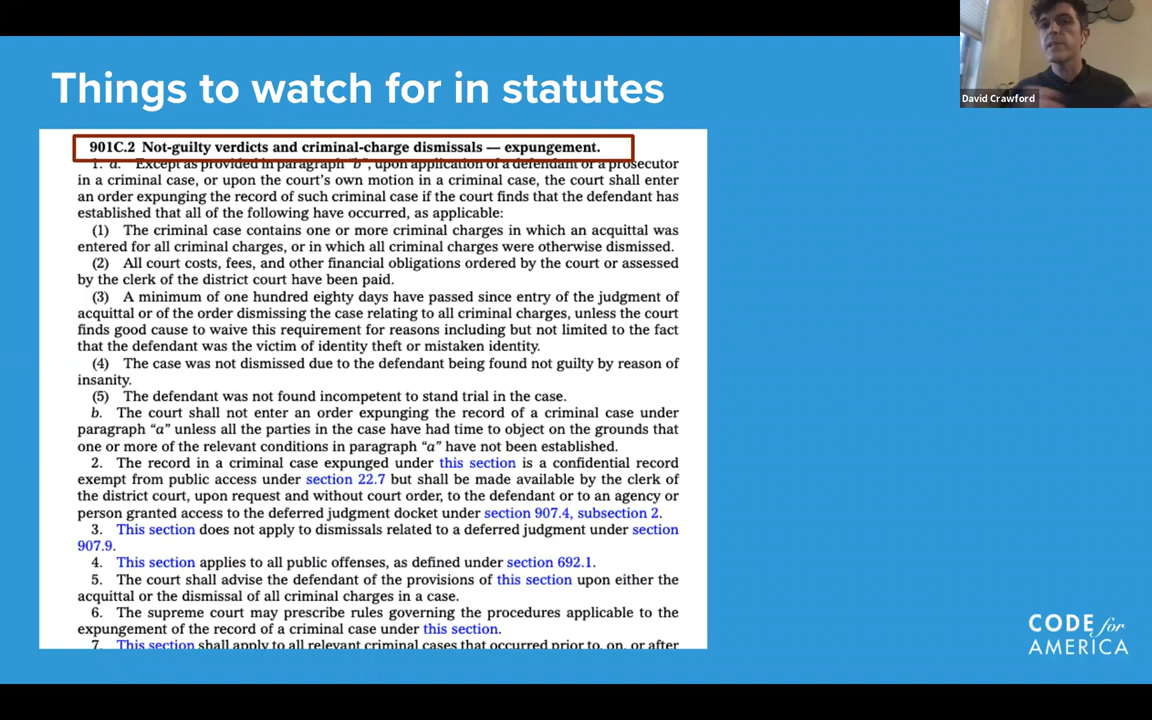 David Crawford
Things to watch for in statutes
901C.2 Not-guilty verdicts and criminal-charge dismissals — expungement.
1. a. Except as provided in paragraph "b", upon application of a defendant or a prosecutor
in a criminal case, or upon the court's own motion in a criminal case, the court shall enter
an order expunging the record of such criminal case if the court finds that the defendant has
established that all of the following have occurred, as applicable:
(1) The criminal case contains one or more criminal charges in which an acquittal was
entered for all criminal charges, or in which all criminal charges were otherwise dismissed.
(2) All court costs, fees, and other financial obligations ordered by the court or assessed
by the clerk of the district court have been paid.
(3) A minimum of one hundred eighty days have passed since entry of the judgment of
acquittal or of the order dismissing the case relating to all criminal charges, unless the court
finds good cause to waive this requirement for reasons including but not limited to the fact
that the defendant was the victim of identity theft or mistaken identity.
(4) The case was not dismissed due to the defendant being found not guilty by reason of
insanity.
(5) The defendant was not found incompetent to stand trial in the case.
b. The court shall not enter an order expunging the record of a criminal case under
paragraph “a” unless all the parties in the case have had time to object on the grounds that
one or more of the relevant conditions in paragraph “a” have not been established.
2. The record in a criminal case expunged under this section is a confidential record
exempt from public access under section 22.7 but shall be made available by the clerk of
the district court, upon request and without court order, to the defendant or to an agency or
person granted access to the deferred judgment docket under section 907.4, subsection 2.
3. This section does not apply to dismissals related to a deferred judgment under section
907.9.
4. This section applies to all public offenses, as defined under section 692.1.
5. The court shall advise the defendant of the provisions of this section upon either the
acquittal or the dismissal of all criminal charges in a case.
6. The supreme court may prescribe rules governing the procedures applicable to the
expungement of the record of a criminal case under this section.
7. This section shall apply to all relevant criminal cases that occurred prior to, on, or after
CODE for
AMERICA